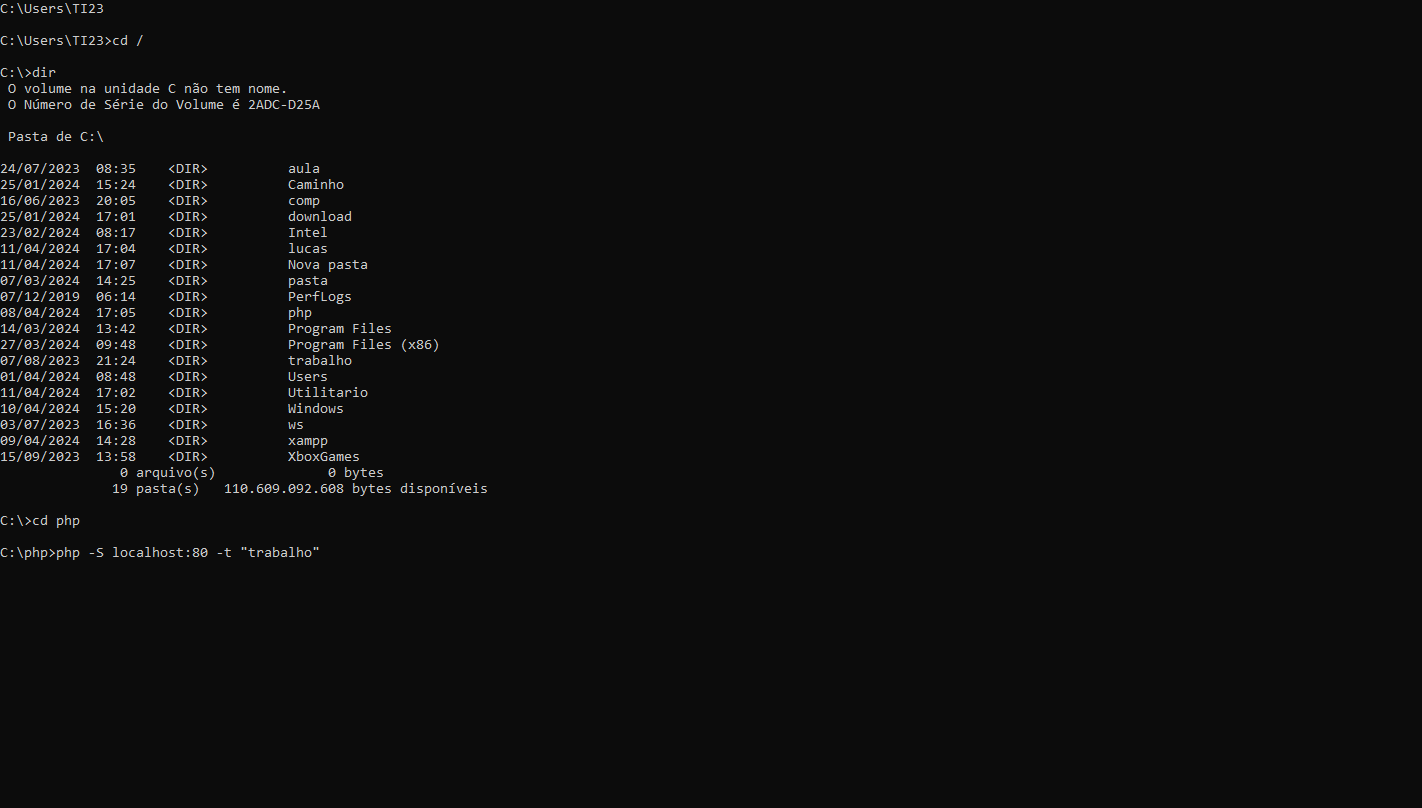 C:\Users\TI23
C:\Users\TI23>cd /
C:\>dir
O volume na unidade C não tem nome.
O Número de Série do Volume é 2ADC-D25A
Pasta de C:\
24/07/2023  08:35    <DIR>          aula
25/01/2024  15:24    <DIR>          Caminho
16/06/2023  20:05    <DIR>          comp
25/01/2024  17:01    <DIR>          download
23/02/2024  08:17    <DIR>          Intel
11/04/2024  17:04    <DIR>          lucas
11/04/2024  17:07    <DIR>          Nova pasta
07/03/2024  14:25    <DIR>          pasta
07/12/2019  06:14    <DIR>          PerfLogs
08/04/2024  17:05    <DIR>          php
14/03/2024  13:42    <DIR>          Program Files
27/03/2024  09:48    <DIR>          Program Files (x86)
07/08/2023  21:24    <DIR>          trabalho
01/04/2024  08:48    <DIR>          Users
11/04/2024  17:02    <DIR>          Utilitario
10/04/2024  15:20    <DIR>          Windows
03/07/2023  16:36    <DIR>          ws
09/04/2024  14:28    <DIR>          xampp
15/09/2023  13:58    <DIR>          XboxGames
0 arquivo(s)              0 bytes
19 pasta(s)   110.609.092.608 bytes disponíveis
C:\>cd php
C:\php>php -S localhost:80 -t "trabalho"